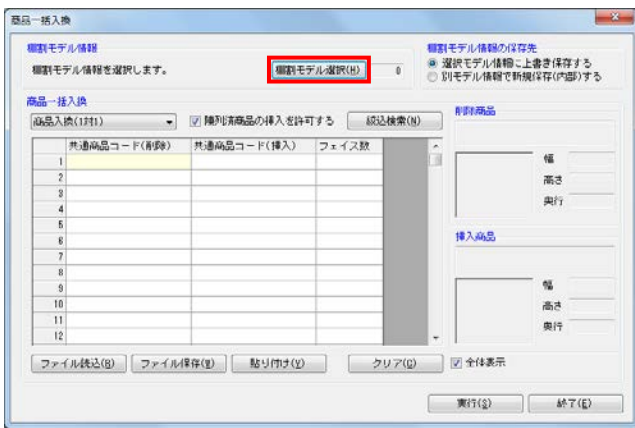 商品一括入換
棚割モデル情報
棚割モデル情報を選択します。
棚割モデル選択(H)
0
棚割モデル情報の保存先
選択モデル情報に上書き保存する
別モデル情報で新規保存(内部)する
商品一括入換
商品入換(1対1)
陳列済商品の挿入を許可する
絞込検索(N)
共通商品コード(削除) 共通商品コード(挿入) フェイス数
1
2
3
4
5
6
7
8
9
10
11
12
削除商品
幅
高さ
奥行
挿入商品
幅
高さ
奥行
ファイル読込(R) ファイル保存(W) 貼り付け(V) クリア(C) 全体表示
実行(S) 終了(E)